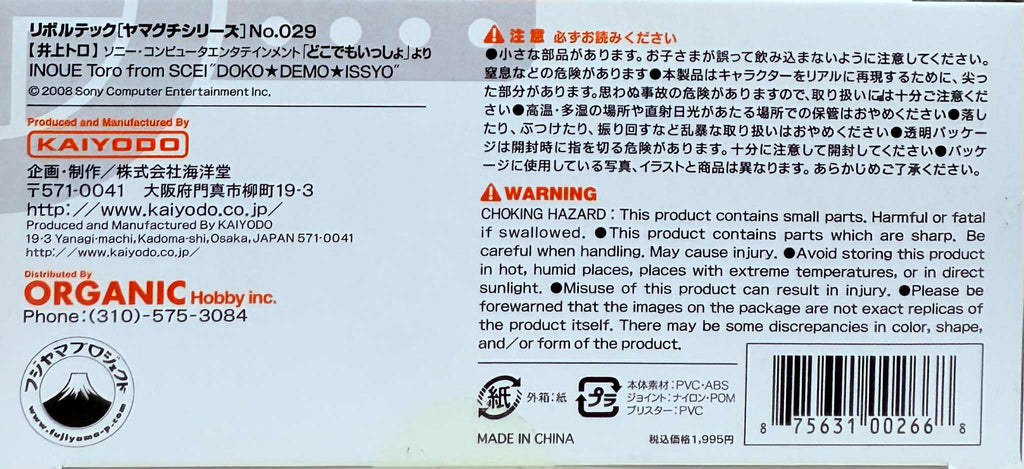 リボルテック[ヤマグチシリーズ]No.029
【井上トロ】ソニー・コンピュータエンタテインメント「どこでもいっしょ」より
INOUE Toro from SCEI"DOKO★DEMO★ISSYO"
©2008 Sony Computer Entertainment Inc.
Produced and Manufactured By
KAIYODO
企画・制作/株式会社海洋堂
〒571-0041 大阪府門真市柳町19-3
http://www.kaiyodo.co.jp/
Produced and Manufactured By KAIYODO
19-3 Yanagi-machi, Kadoma-shi, Osaka, JAPAN 571-0041
http://www.kaiyodo.co.jp/
Distributed By
ORGANIC Hobby inc.
Phone:(310)-575-3084
フジヤマプロジェクト
www.fujiyama-p.com
注意 必ずお読みください
●小さな部品があります。お子さまが誤って飲み込まないように注意してください。
窒息などの危険があります●本製品はキャラクターをリアルに再現するために、尖っ
た部分があります。思わぬ事故の危険がありますので、取り扱いには十分ご注意くださ
い●高温・多湿の場所や直射日光があたる場所での保管はおやめください●落し
たり、ぶつけたり、振り回すなど乱暴な取り扱いはおやめください●透明パッケー
ジは開封時に指を切る危険があります。十分に注意して開封してください●パッケ
ージに使用している写真、イラストと商品は異なります。あらかじめご了承ください。
WARNING
CHOKING HAZARD : This product contains small parts. Harmful or fatal
if swallowed. ●This product contains parts which are sharp. Be
careful when handling. May cause injury. ●Avoid storing this product
in hot, humid places, places with extreme temperatures, or in direct
sunlight. ●Misuse of this product can result in injury. ●Please be
forewarned that the images on the package are not exact replicas of
the product itself. There may be some discrepancies in color, shape,
and/or form of the product.
紙 外箱:紙
プラ
本体素材:PVC・ABS
ジョイント:ナイロン・POM
ブリスター:PVC
MADE IN CHINA
税込価格1,995円
8 75631 00266 8